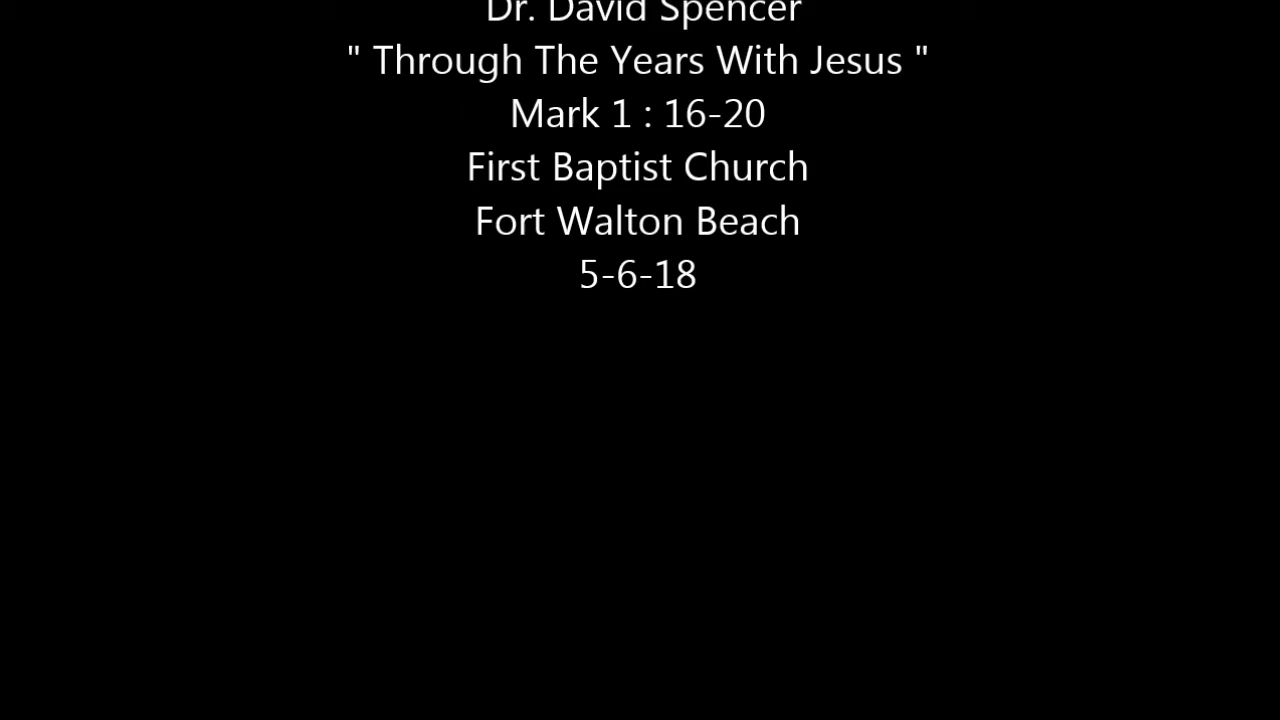 Dr. David Spencer
" Through The Years With Jesus "
Mark 1 : 16-20
First Baptist Church
Fort Walton Beach
5-6-18